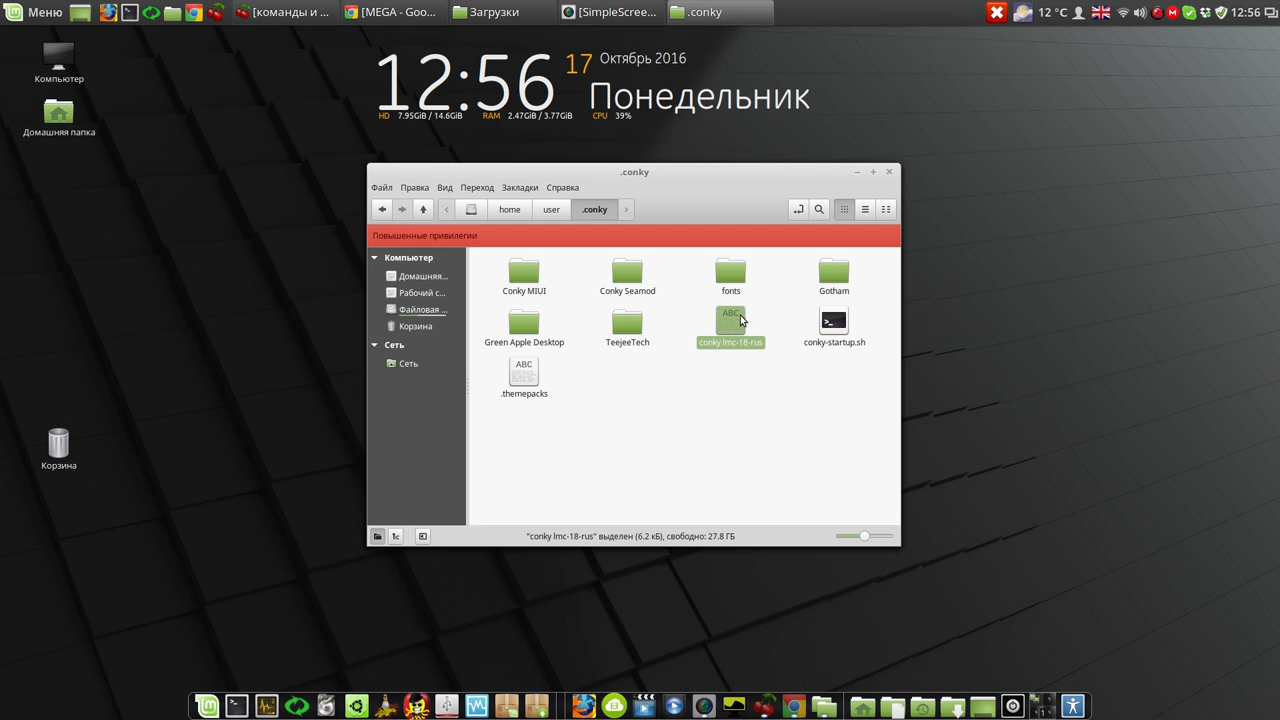 Меню
[команды и ...
[MEGA - Goo...
Загрузки
[SimpleScree...
.conky
12 °C
12:56
Компьютер
Домашняя папка
Корзина
12:56
17
Октябрь 2016
Понедельник
HD 7.95GiB / 14.6GiB RAM 2.47GiB / 3.77GiB CPU 39%
.conky
Файл Правка Вид Переход Закладки Справка
home user .conky
Повышенные привилегии
Компьютер
Домашняя...
Рабочий с...
Файловая ...
Корзина
Сеть
Сеть
Conky MIUI Conky Seamod fonts Gotham
ABC
Green Apple Desktop TeejeeTech conky lmc-18-rus conky-startup.sh
ABC
.themepacks
"conky lmc-18-rus" выделен (6.2 кБ), свободно: 27.8 ГБ